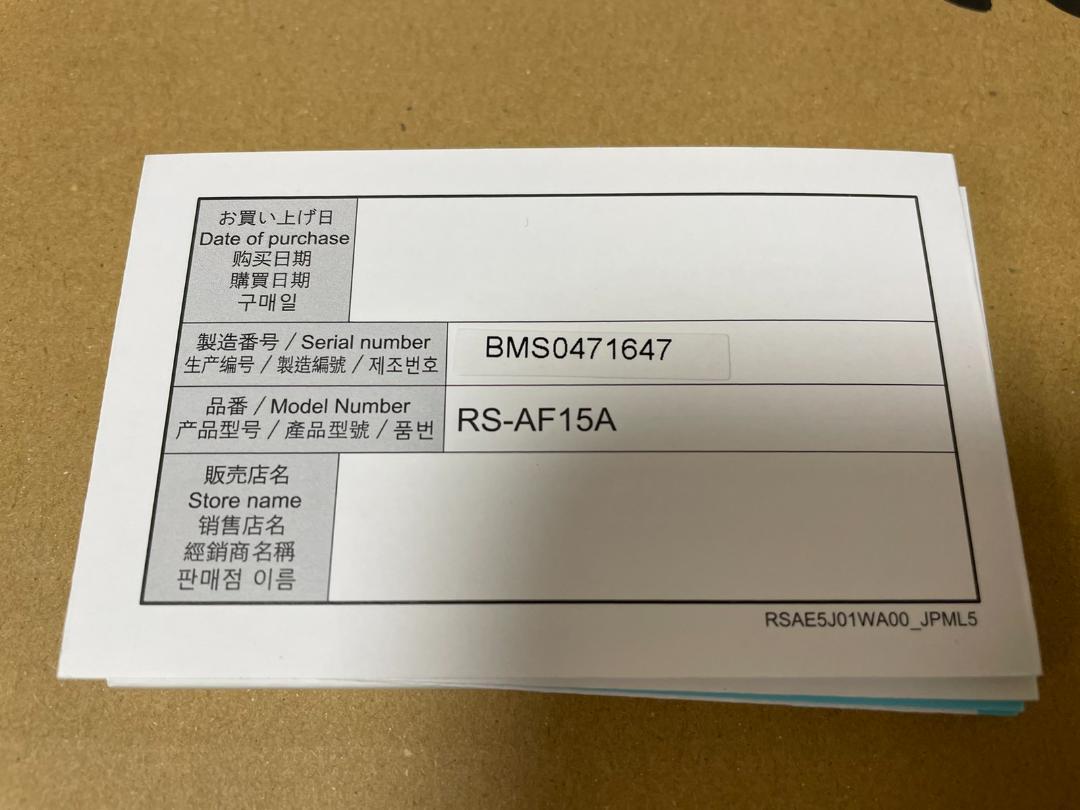 お買い上げ日
Date of purchase
购买日期
購買日期
구매일
製造番号 / Serial number
生产编号 / 製造編號 / 제조번호
BMS0471647
品番 / Model Number
产品型号 / 產品型號 / 품번
RS-AF15A
販売店名
Store name
销售店名
經銷商名稱
판매점 이름
RSAE5J01WA00_JPML5